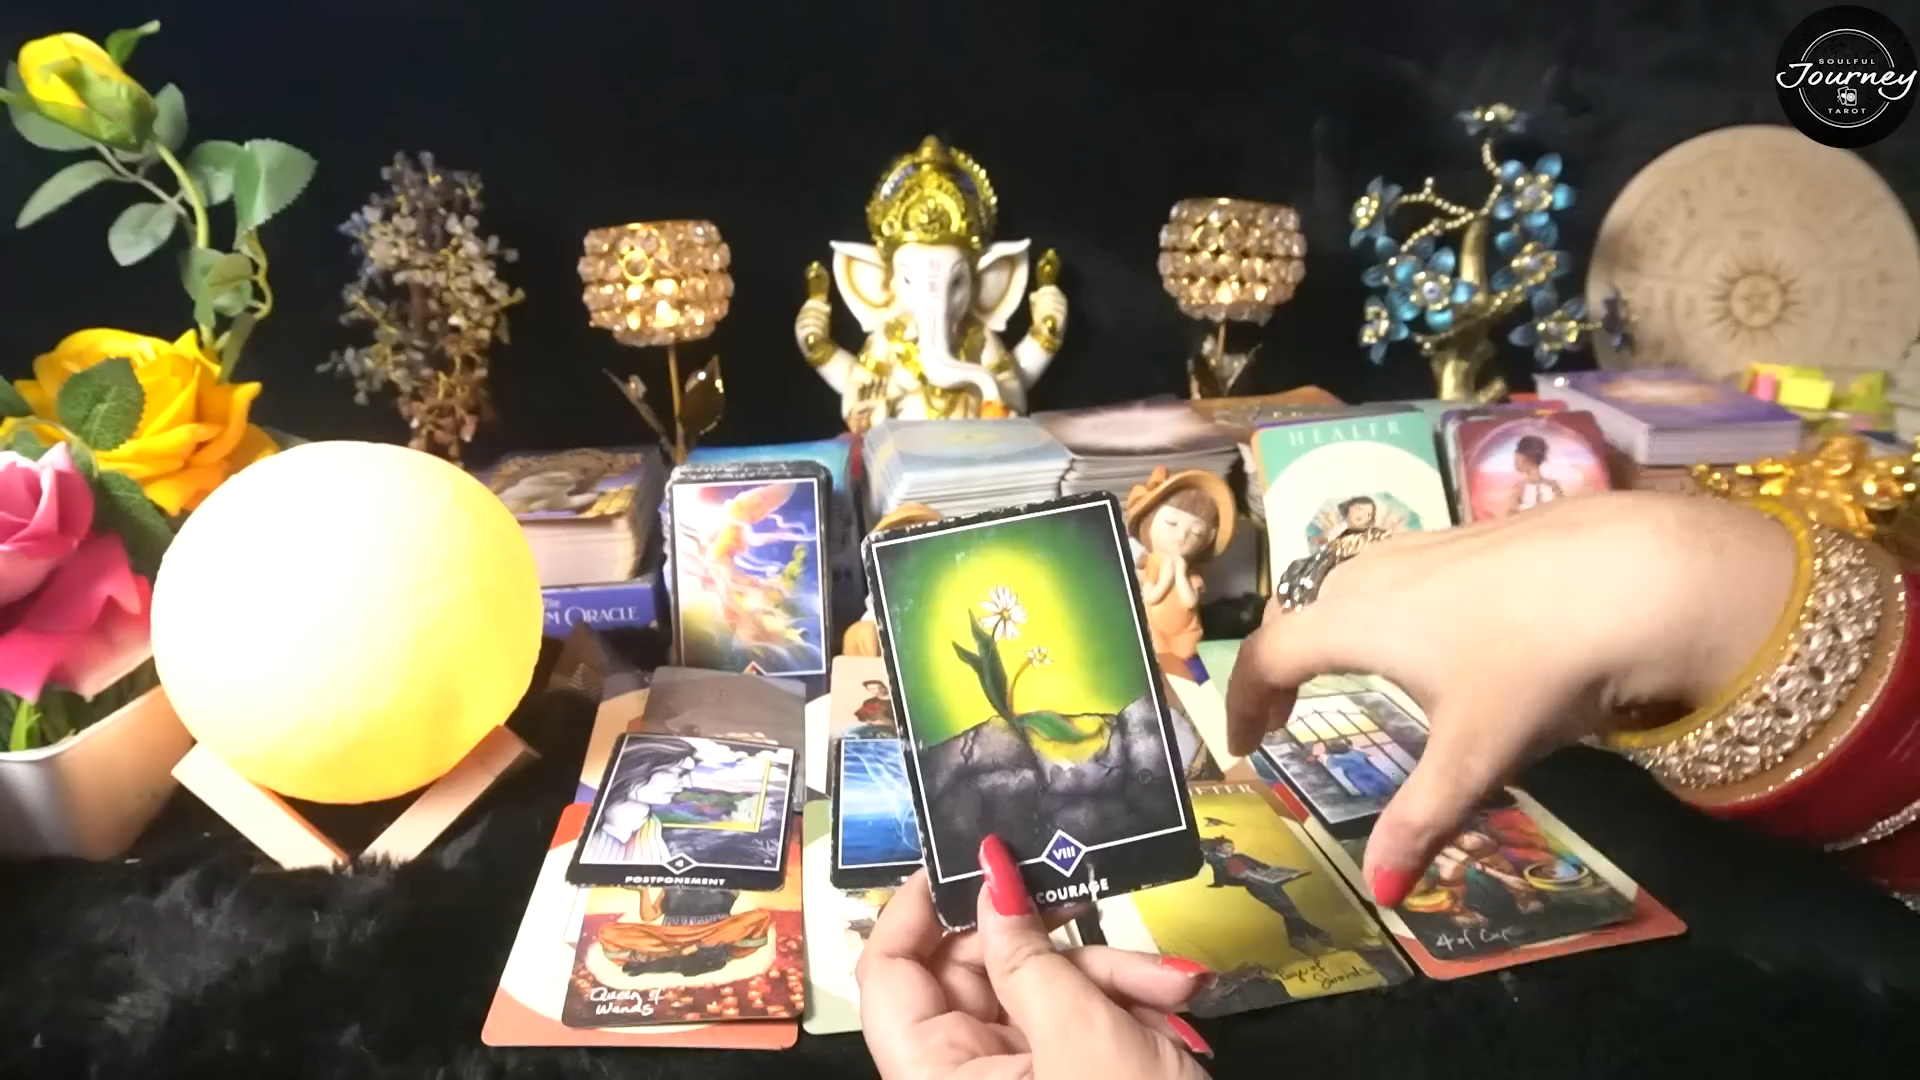 SOULFUL
Journey
TAROT
HEALER
ORACLE
POSTPONEMENT
VIII
COURAGE
Queen of
Wands
Page of
Swords
4 of Cups